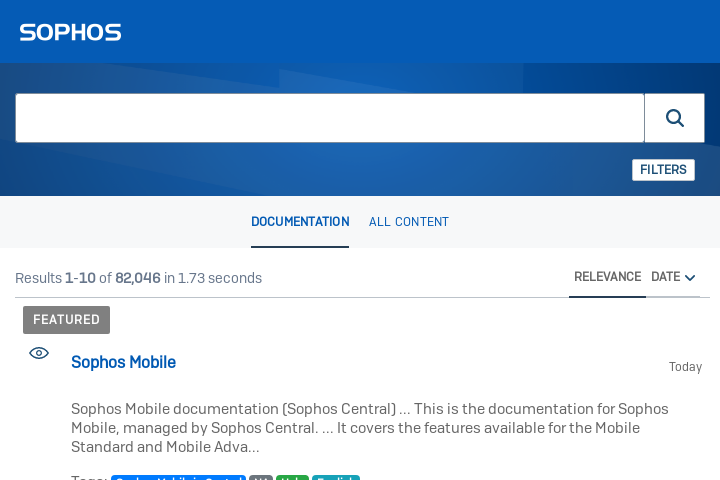 SOPHOS
FILTERS
DOCUMENTATION ALL CONTENT
Results 1-10 of 82,046 in 1.73 seconds
RELEVANCE DATE
FEATURED
Sophos Mobile
Today
Sophos Mobile documentation (Sophos Central) ... This is the documentation for Sophos
Mobile, managed by Sophos Central. ... It covers the features available for the Mobile
Standard and Mobile Adva...